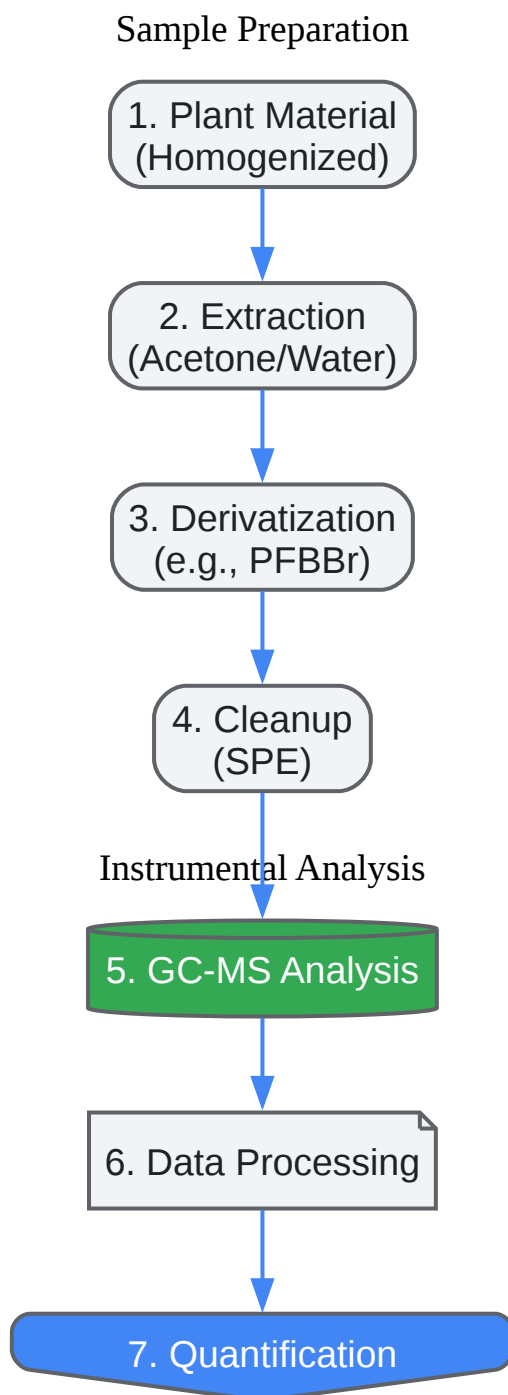 Sample Preparation
1. Plant Material
(Homogenized)
2. Extraction
(Acetone/Water)
3. Derivatization
(e.g., PFBBr)
4. Cleanup
(SPE)
Instrumental Analysis
5. GC-MS Analysis
6. Data Processing
7. Quantification